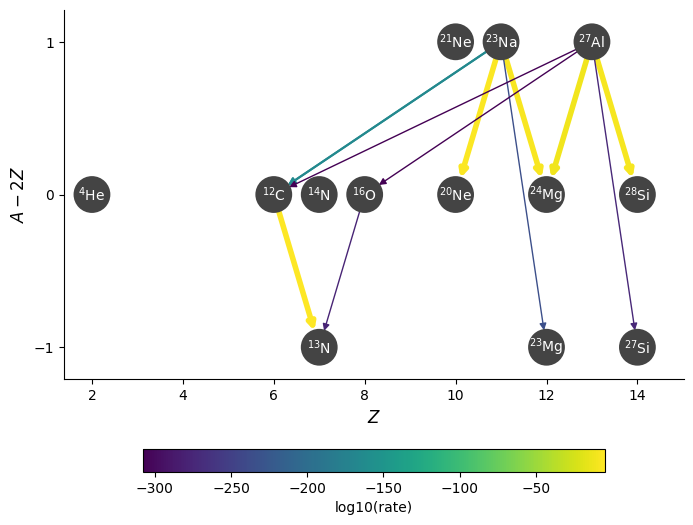 1
²¹Ne ²³Na ²⁷Al
A − 2Z
0
⁴He ¹²C ¹⁴N ¹⁶O ²⁰Ne ²⁴Mg ²⁸Si
−1
¹³N ²³Mg ²⁷Si
2 4 6 8 10 12 14
Z
−300 −250 −200 −150 −100 −50
log10(rate)